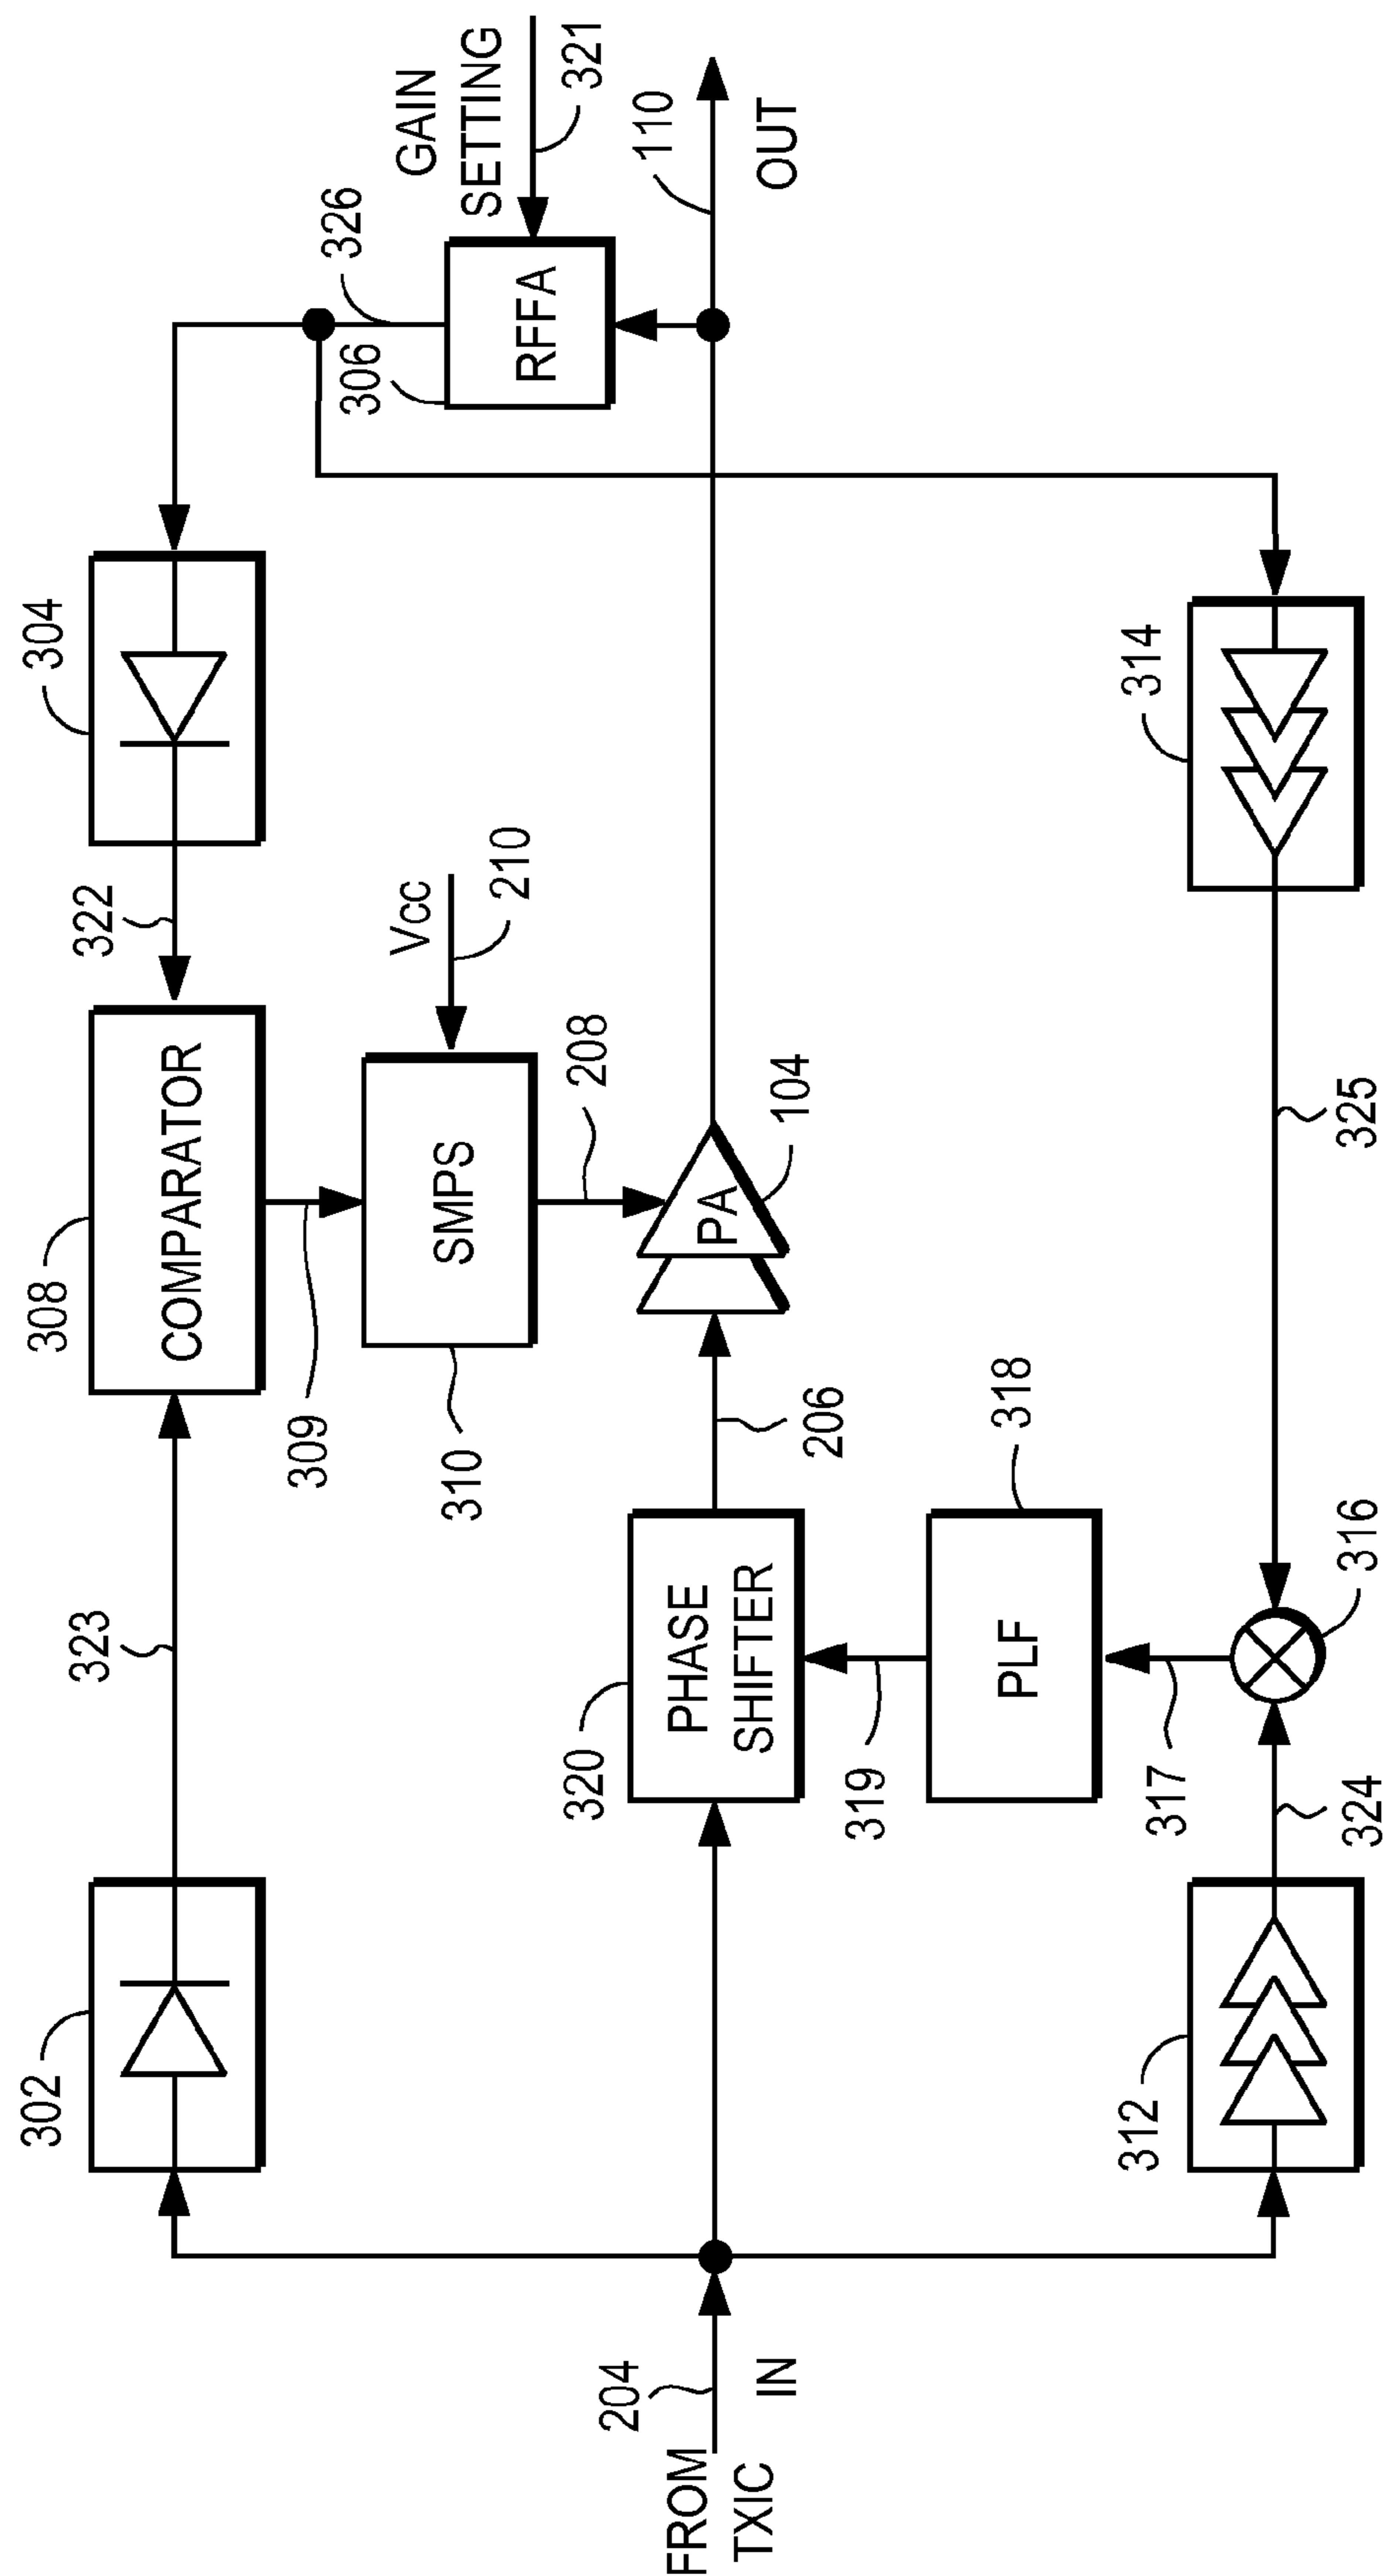 302
323
308
COMPARATOR
322
304
309
310
SMPS
Vcc
210
208
306
326
RFFA
GAIN
SETTING
321
FROM
TXIC
204
IN
320
PHASE
SHIFTER
206
PA
104
110
OUT
319
318
PLF
317
312
324
316
325
314